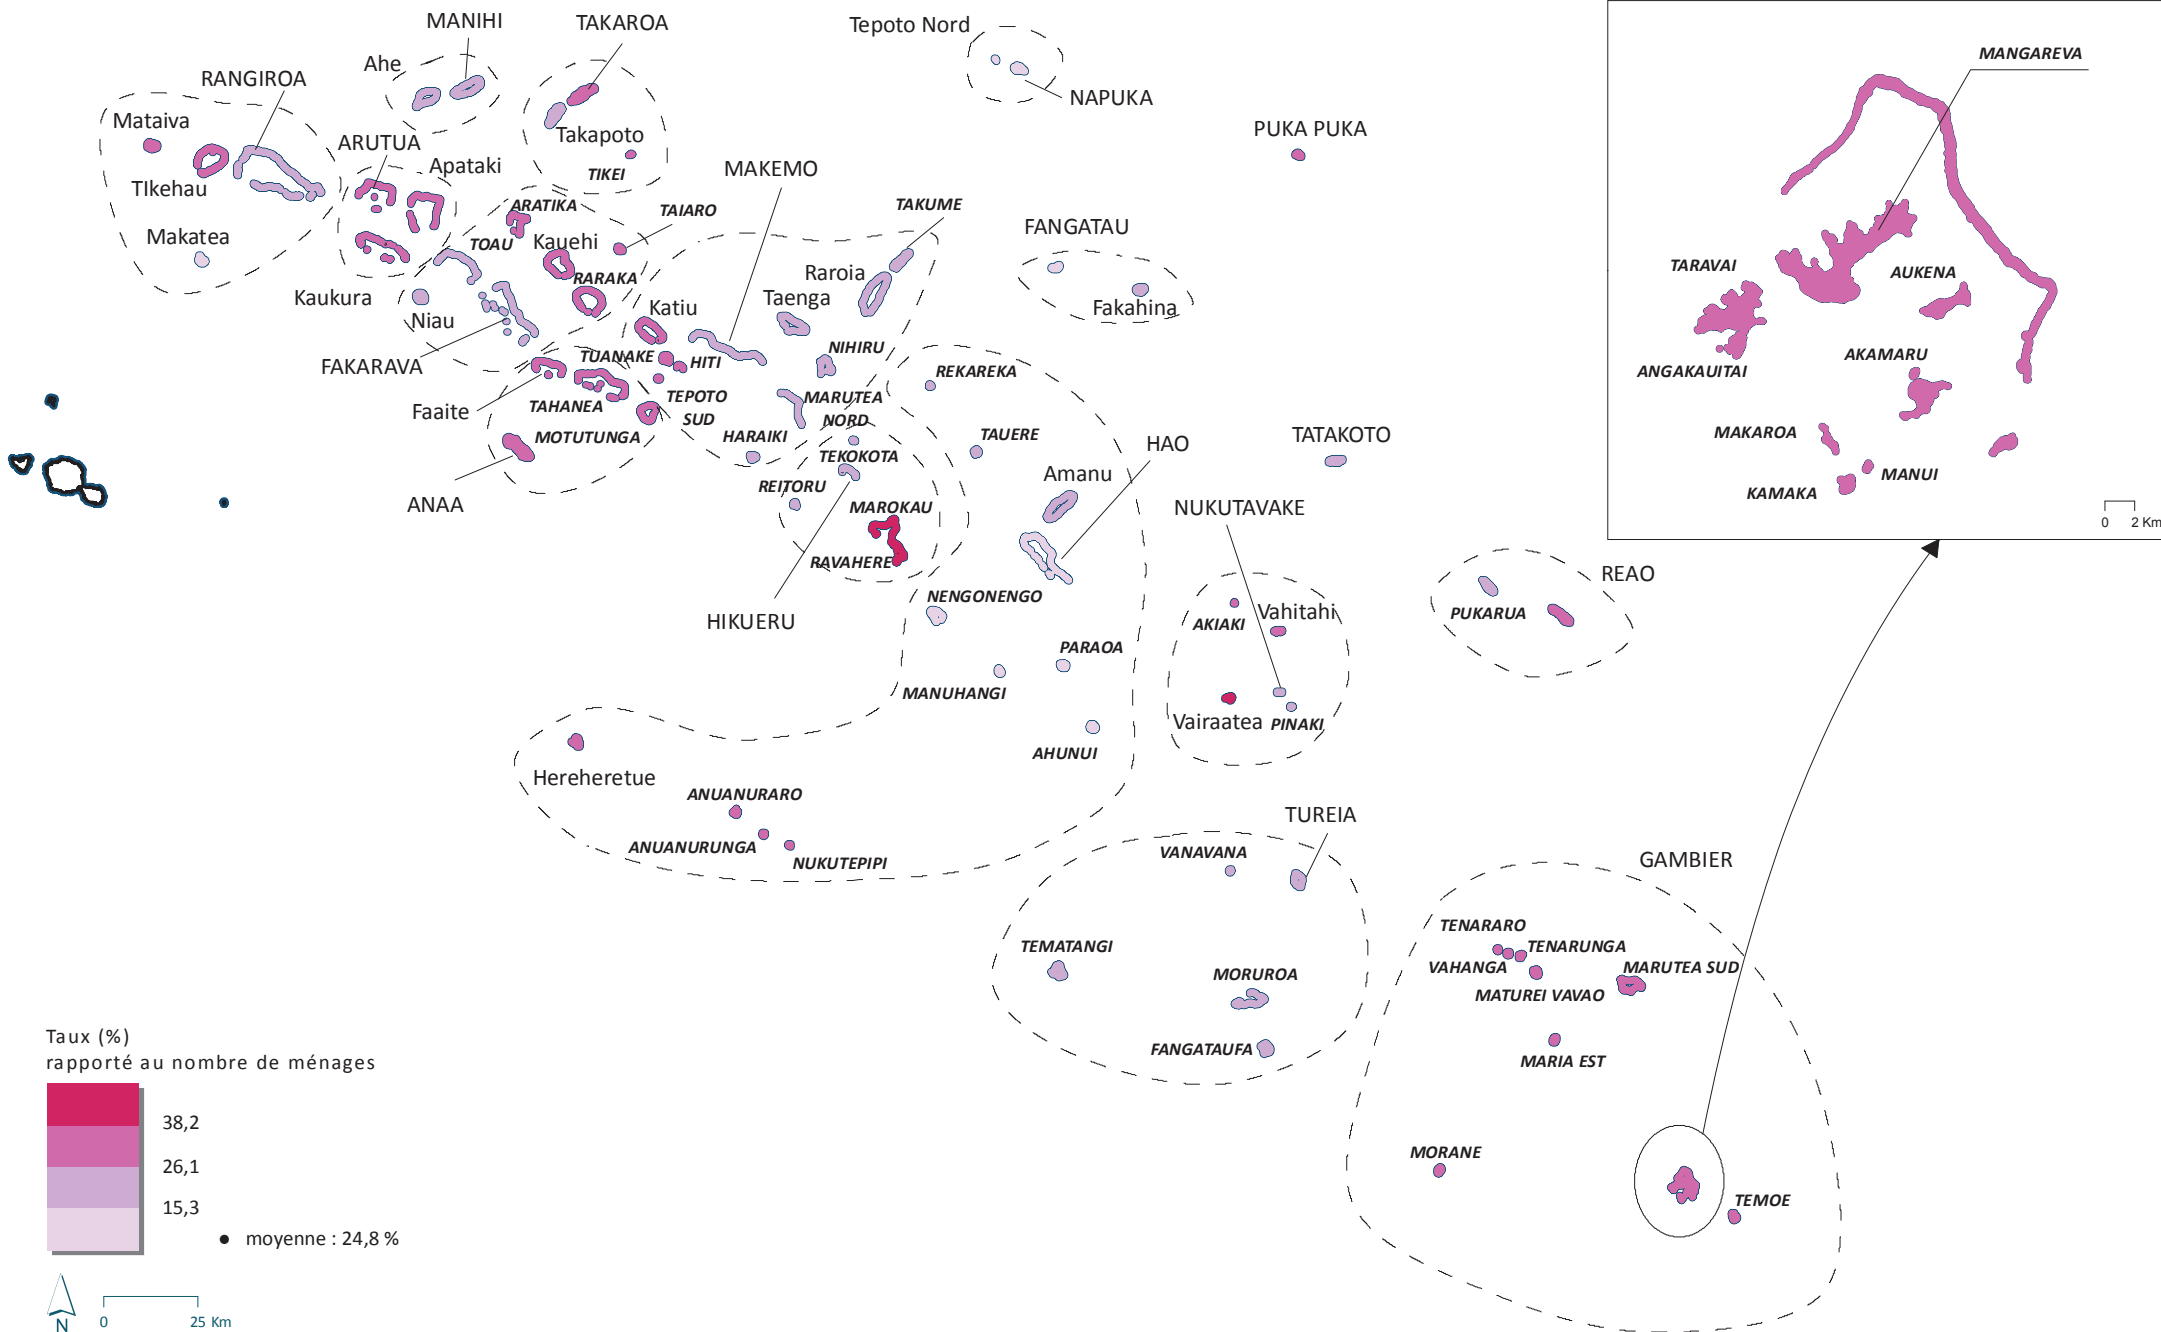 MANIHI
TAKAROA
Tepoto Nord
MANGAREVA
Ahe
RANGIROA
NAPUKA
Mataiva
PUKA PUKA
ARUTUA
Takapoto
Apataki
MAKEMO
TIKEI
TIkehau
ARATIKA
TAIARO
TAKUME
Makatea
TOAU
Kauehi
FANGATAU
TARAVAI
AUKENA
Raroia
RARAKA
Kaukura
Katiu
Taenga
Fakahina
Niau
NIHIRU
AKAMARU
TUANAKE
HITI
FAKARAVA
REKAREKA
ANGAKAUITAI
TEPOTO
SUD
MARUTEA
NORD
Faaite
TAHANEA
MOTUTUNGA
HARAIKI
TAUERE
HAO
TATAKOTO
MAKAROA
TEKOKOTA
Amanu
MANUI
REITORU
KAMAKA
ANAA
MAROKAU
NUKUTAVAKE
0 2 Km
RAVAHERE
REAO
NENGONENGO
Vahitahi
HIKUERU
AKIAKI
PUKARUA
PARAOA
MANUHANGI
Vairaatea
PINAKI
AHUNUI
Hereheretue
ANUANURARO
TUREIA
ANUANURUNGA
NUKUTEPIPI
VANAVANA
GAMBIER
TENARARO
TEMATANGI
TENARUNGA
VAHANGA
MARUTEA SUD
MORUROA
MATUREI VAVAO
FANGATAUFA
MARIA EST
MORANE
TEMOE
Taux (%)
rapporté au nombre de ménages
38,2
26,1
15,3
moyenne : 24,8 %
N
0 25 Km